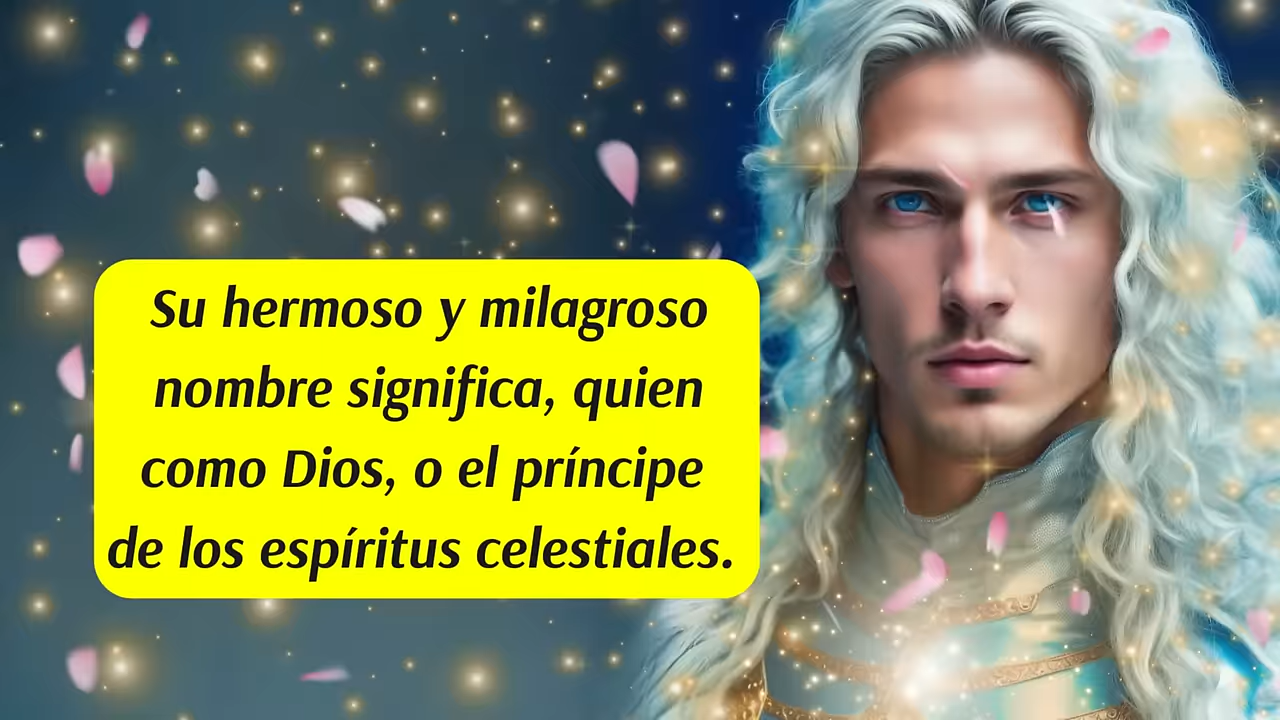 Su hermoso y milagroso
nombre significa, quien
como Dios, o el príncipe
de los espíritus celestiales.